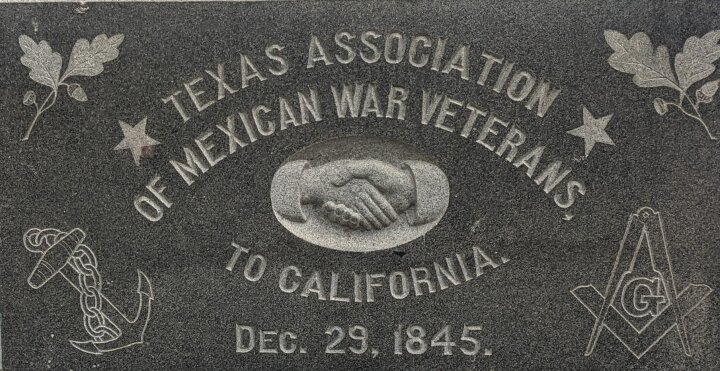 TEXAS ASSOCIATION
OF MEXICAN WAR VETERANS,
TO CALIFORNIA.
DEC. 29, 1845.
G